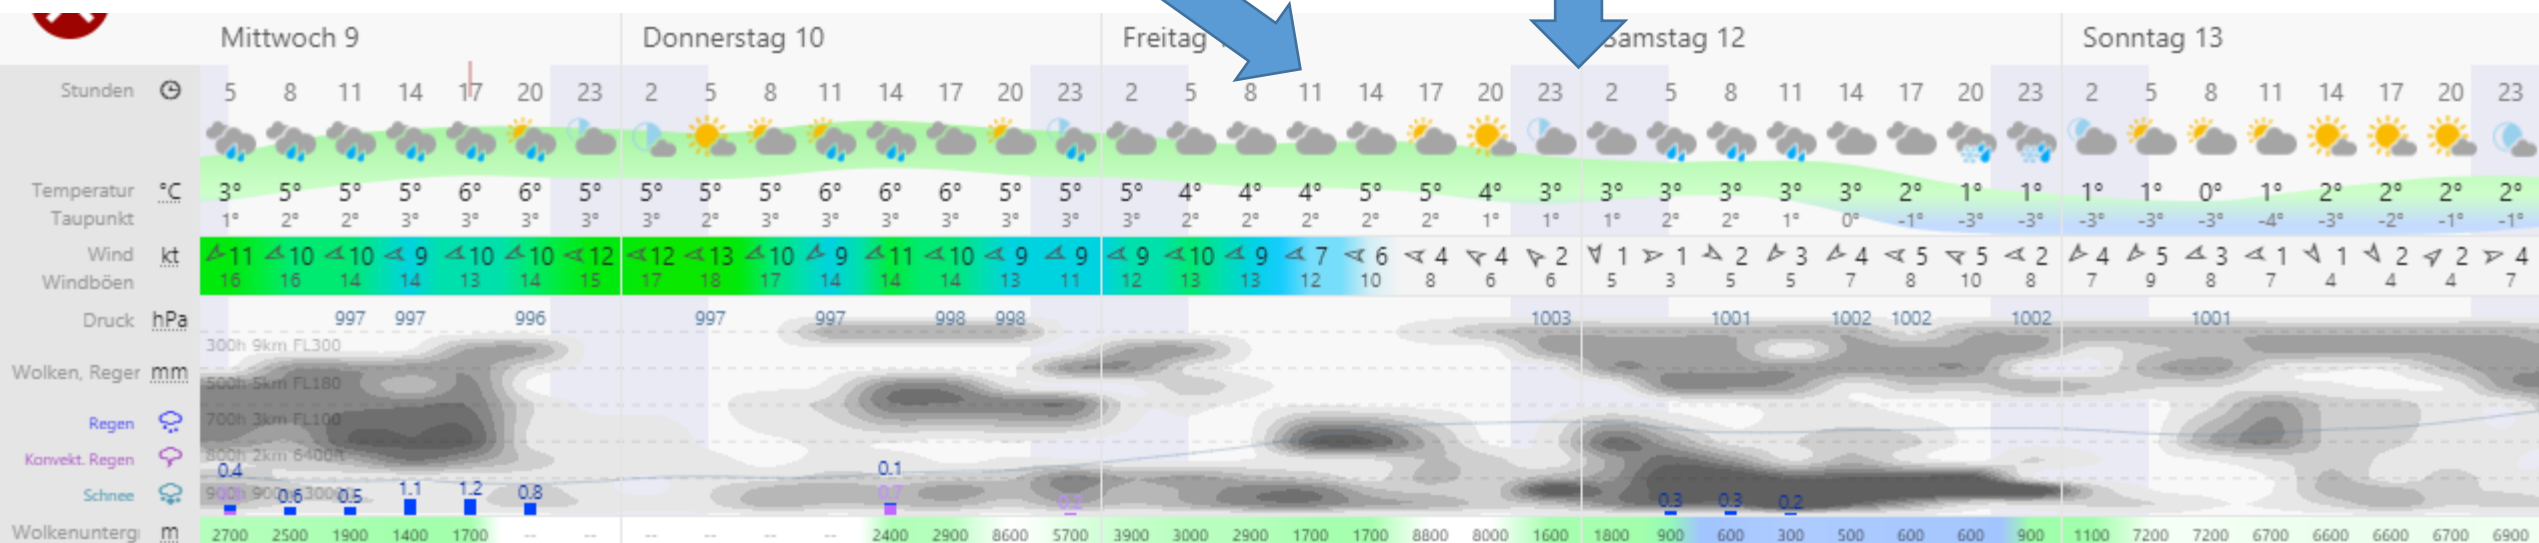 Mittwoch 9 Donnerstag 10 Freitag Samstag 12 Sonntag 13
Stunden 5 8 11 14 17 20 23 2 5 8 11 14 17 20 23 2 5 8 11 14 17 20 23 2 5 8 11 14 17 20 23 2 5 8 11 14 17 20 23
Temperatur °C 3° 5° 5° 5° 6° 6° 5° 5° 5° 5° 6° 6° 6° 5° 5° 5° 4° 4° 4° 5° 5° 4° 3° 3° 3° 3° 3° 3° 2° 1° 1° 1° 1° 0° 1° 2° 2° 2° 2°
Taupunkt 1° 2° 2° 3° 3° 3° 3° 3° 2° 3° 2° 3° 3° 3° 3° 3° 2° 2° 2° 2° 2° 1° 1° 1° 2° 2° 1° 0° -1° -3° -3° -3° -3° -3° -4° -3° -2° -1° -1°
Wind kt 11 10 10 9 10 10 12 12 13 10 9 11 10 9 9 9 10 9 7 6 4 4 2 1 1 2 3 4 5 5 2 4 5 3 1 1 2 2 4
Windböen 16 16 14 14 13 14 15 17 18 17 14 14 14 13 11 12 13 13 12 10 8 6 6 5 3 5 5 7 8 10 8 7 9 8 7 4 4 4 7
Druck hPa 997 997 996 997 997 998 998 1003 1001 1002 1002 1002 1001
300h 9km FL300
Wolken, Reger mm
500h 5km FL180
700h 3km FL100
Regen
800h 2km 6400ft
Konvekt. Regen
0.4 0.1
Schnee 0.6 0.5 1.1 1.2 0.8 0.7 0.2 0.3 0.3 0.2
Wolkenunterg m 2700 2500 1900 1400 1700 -- -- -- -- -- -- 2400 2900 8600 5700 3900 3000 2900 1700 1700 8800 8000 1600 1800 900 600 300 500 600 600 900 1100 7200 7200 6700 6600 6600 6700 6900